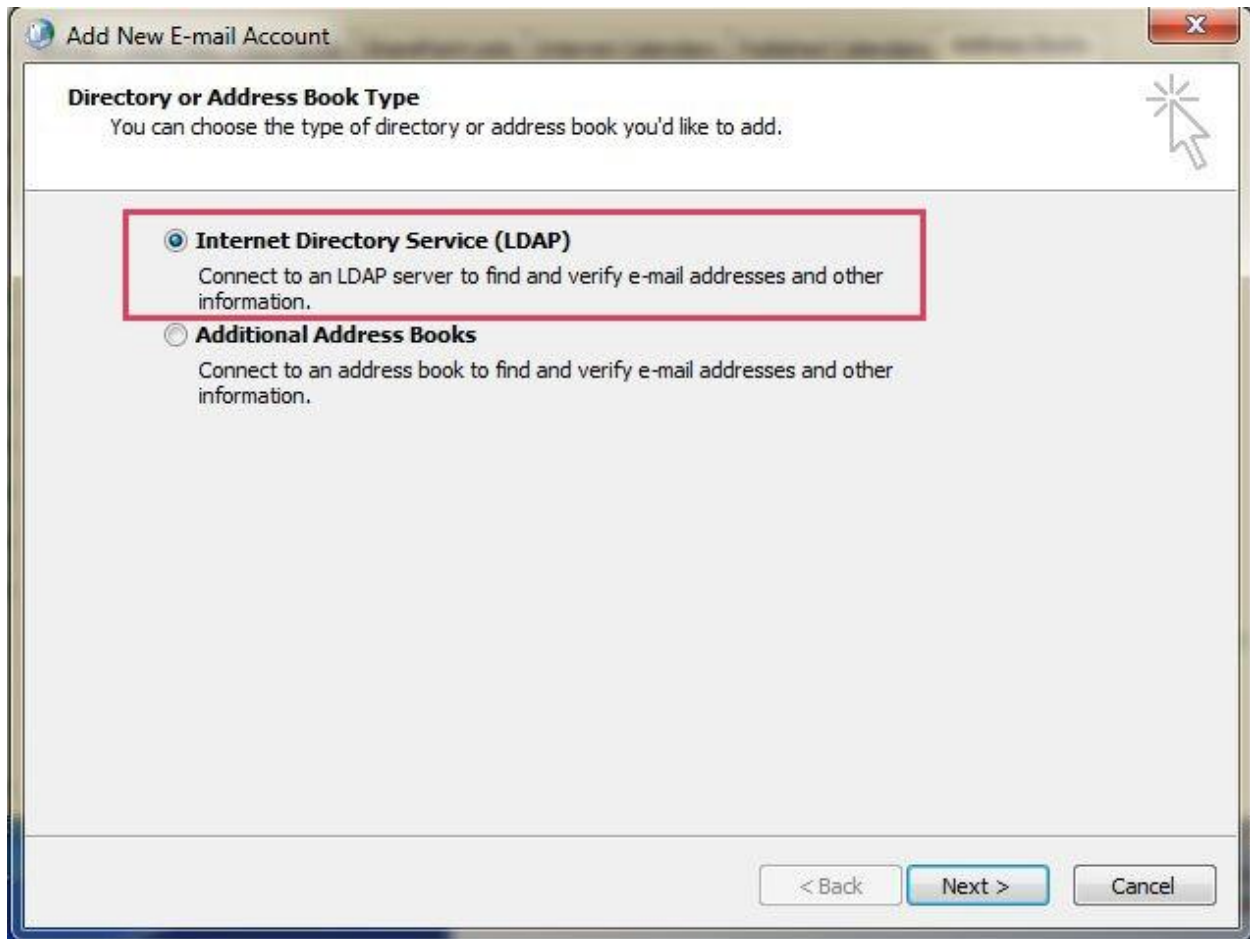 Add New E-mail Account
Directory or Address Book Type
You can choose the type of directory or address book you'd like to add.
Internet Directory Service (LDAP)
Connect to an LDAP server to find and verify e-mail addresses and other
information.
Additional Address Books
Connect to an address book to find and verify e-mail addresses and other
information.
< Back
Next >
Cancel